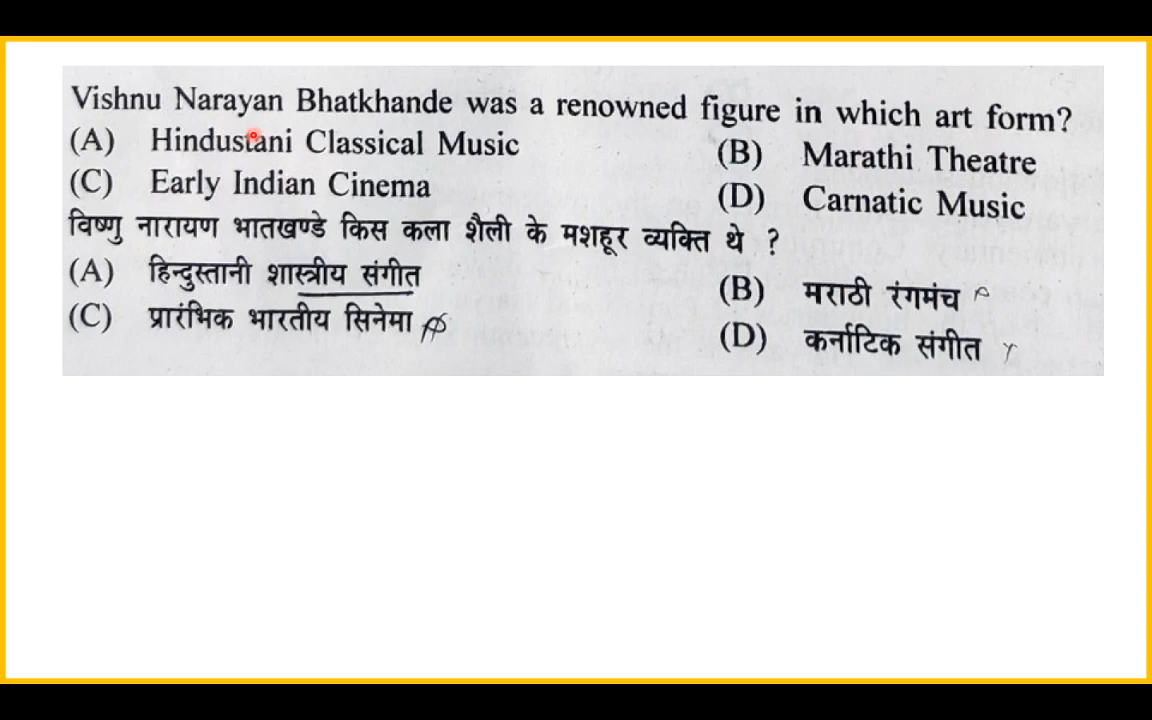 Vishnu Narayan Bhatkhande was a renowned figure in which art form?
(A) Hindustani Classical Music (B) Marathi Theatre
(C) Early Indian Cinema (D) Carnatic Music
विष्णु नारायण भातखण्डे किस कला शैली के मशहूर व्यक्ति थे ?
(A) हिन्दुस्तानी शास्त्रीय संगीत (B) मराठी रंगमंच
(C) प्रारंभिक भारतीय सिनेमा (D) कर्नाटिक संगीत